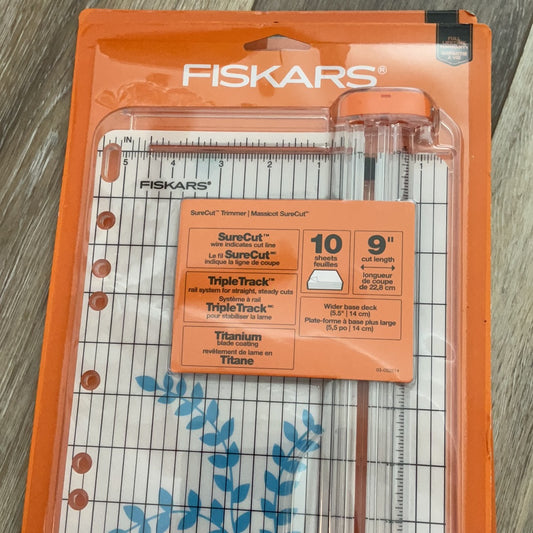 FULL
FISKARS®
IN
5 4 3 2 1 1
FISKARS®
SureCut™ Trimmer | Massicot SureCut™
SureCut™
wire indicates cut line
Le fil SureCut™
indique la ligne de coupe
TripleTrack™
rail system for straight, steady cuts
Système à rail
TripleTrack™
pour stabiliser la lame
Titanium
blade coating
revêtement de lame en
Titane
10
sheets
feuilles
9"
cut length
longueur
de coupe
de 22,8 cm
Wider base deck
(5.5" | 14 cm)
Plate-forme à base plus large
(5,5 po | 14 cm)